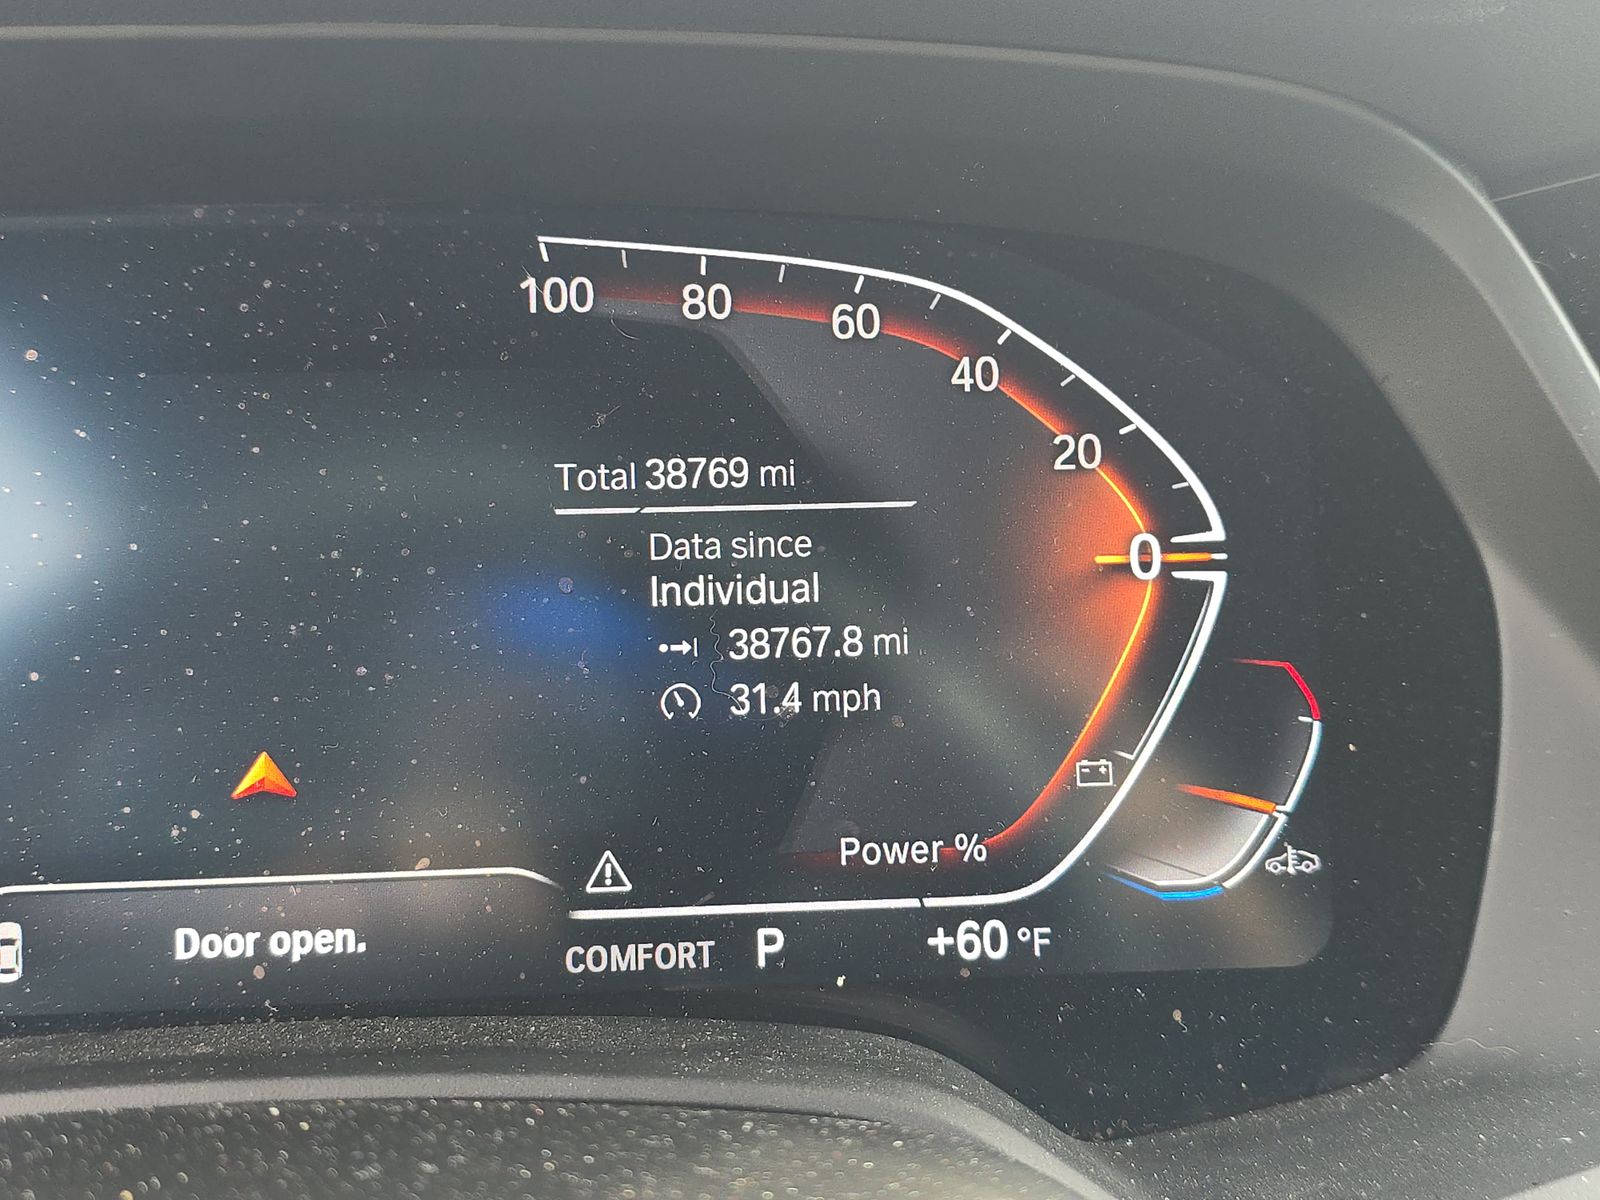 100
80
60
40
20
0
Total 38769 mi
Data since
Individual
38767.8 mi
31.4 mph
Power %
Door open.
COMFORT P +60 °F